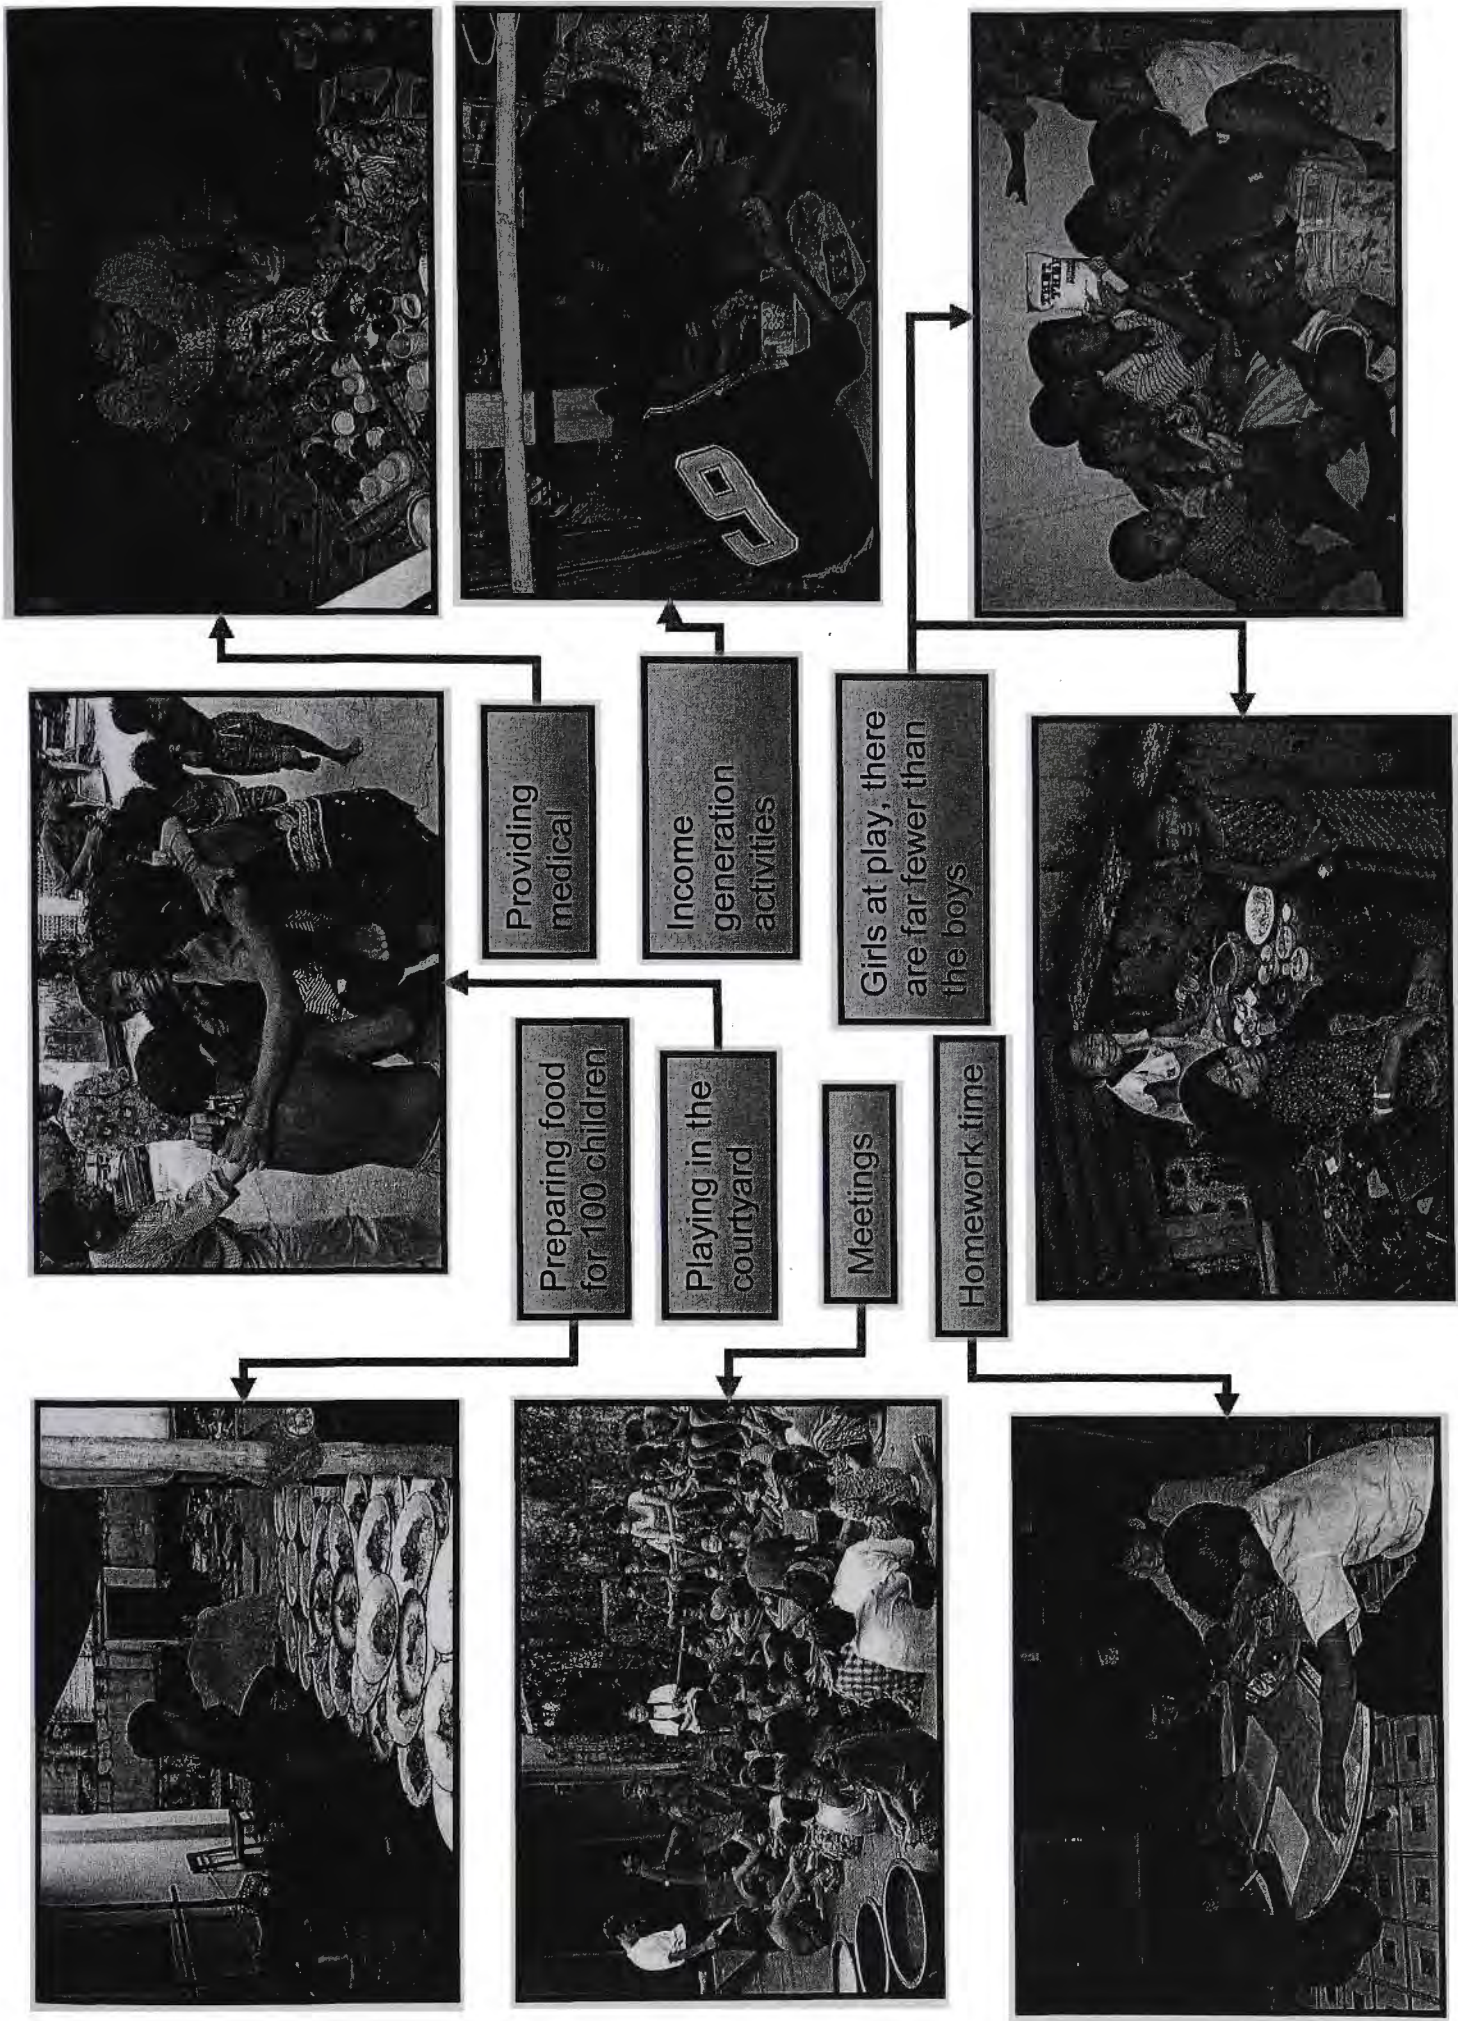 Preparing food
for 100 children
Providing
medical
Playing in the
courtyard
Income
generation
activities
Meetings
Girls at play, there
are far fewer than
the boys
Homework time